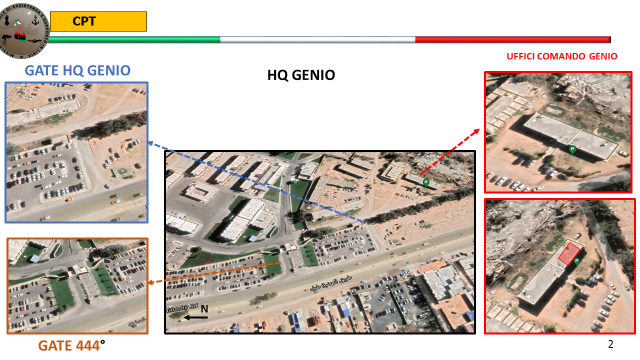 CPT
UFFICI COMANDO GENIO
GATE HQ GENIO
HQ GENIO
N
GATE 444°
2